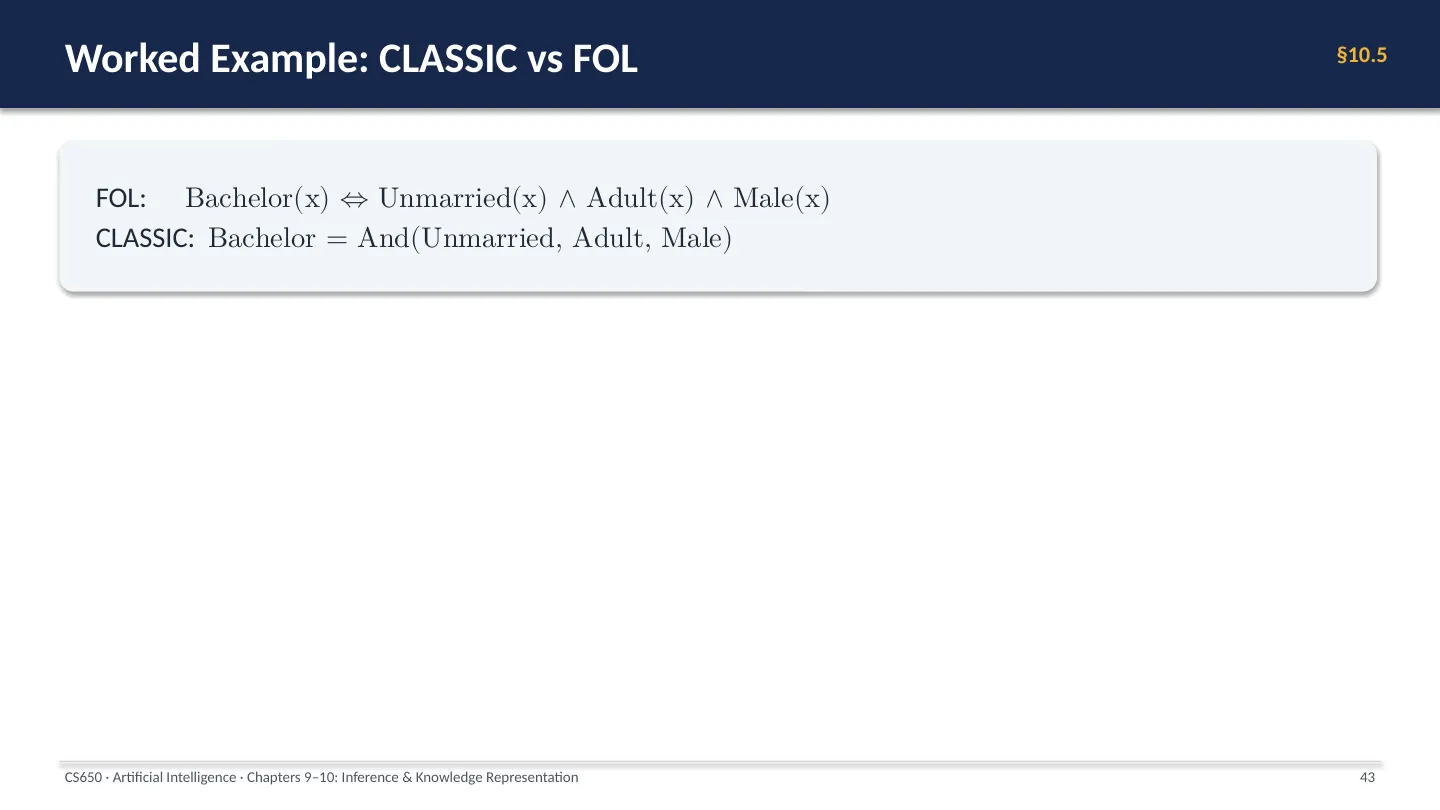 Worked Example: CLASSIC vs FOL
§10.5
FOL: Bachelor(x) ⇔ Unmarried(x) ∧ Adult(x) ∧ Male(x)
CLASSIC: Bachelor = And(Unmarried, Adult, Male)
CS650 · Artificial Intelligence · Chapters 9–10: Inference & Knowledge Representation
43